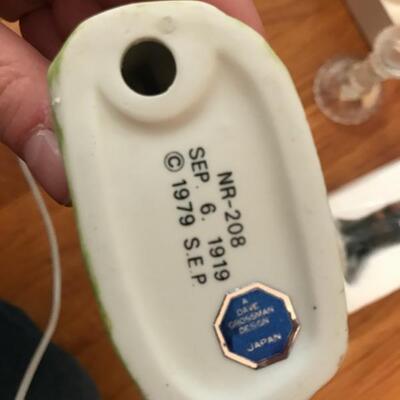 NR-208
SEP. 6, 1919
© 1979 S.E.P.
A
DAVE
GROSSMAN
DESIGN
JAPAN